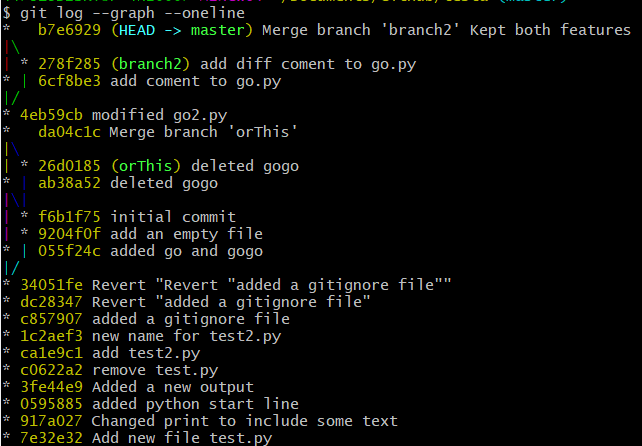 $ git log --graph --oneline
*   b7e6929 (HEAD -> master) Merge branch 'branch2' Kept both features
|\
| * 278f285 (branch2) add diff coment to go.py
* | 6cf8be3 add coment to go.py
|/
* 4eb59cb modified go2.py
*   da04c1c Merge branch 'orThis'
|\
| * 26d0185 (orThis) deleted gogo
* | ab38a52 deleted gogo
|\|
| * f6b1f75 initial commit
| * 9204f0f add an empty file
* | 055f24c added go and gogo
|/
* 34051fe Revert "Revert "added a gitignore file""
* dc28347 Revert "added a gitignore file"
* c857907 added a gitignore file
* 1c2aef3 new name for test2.py
* ca1e9c1 add test2.py
* c0622a2 remove test.py
* 3fe44e9 Added a new output
* 0595885 added python start line
* 917a027 Changed print to include some text
* 7e32e32 Add new file test.py